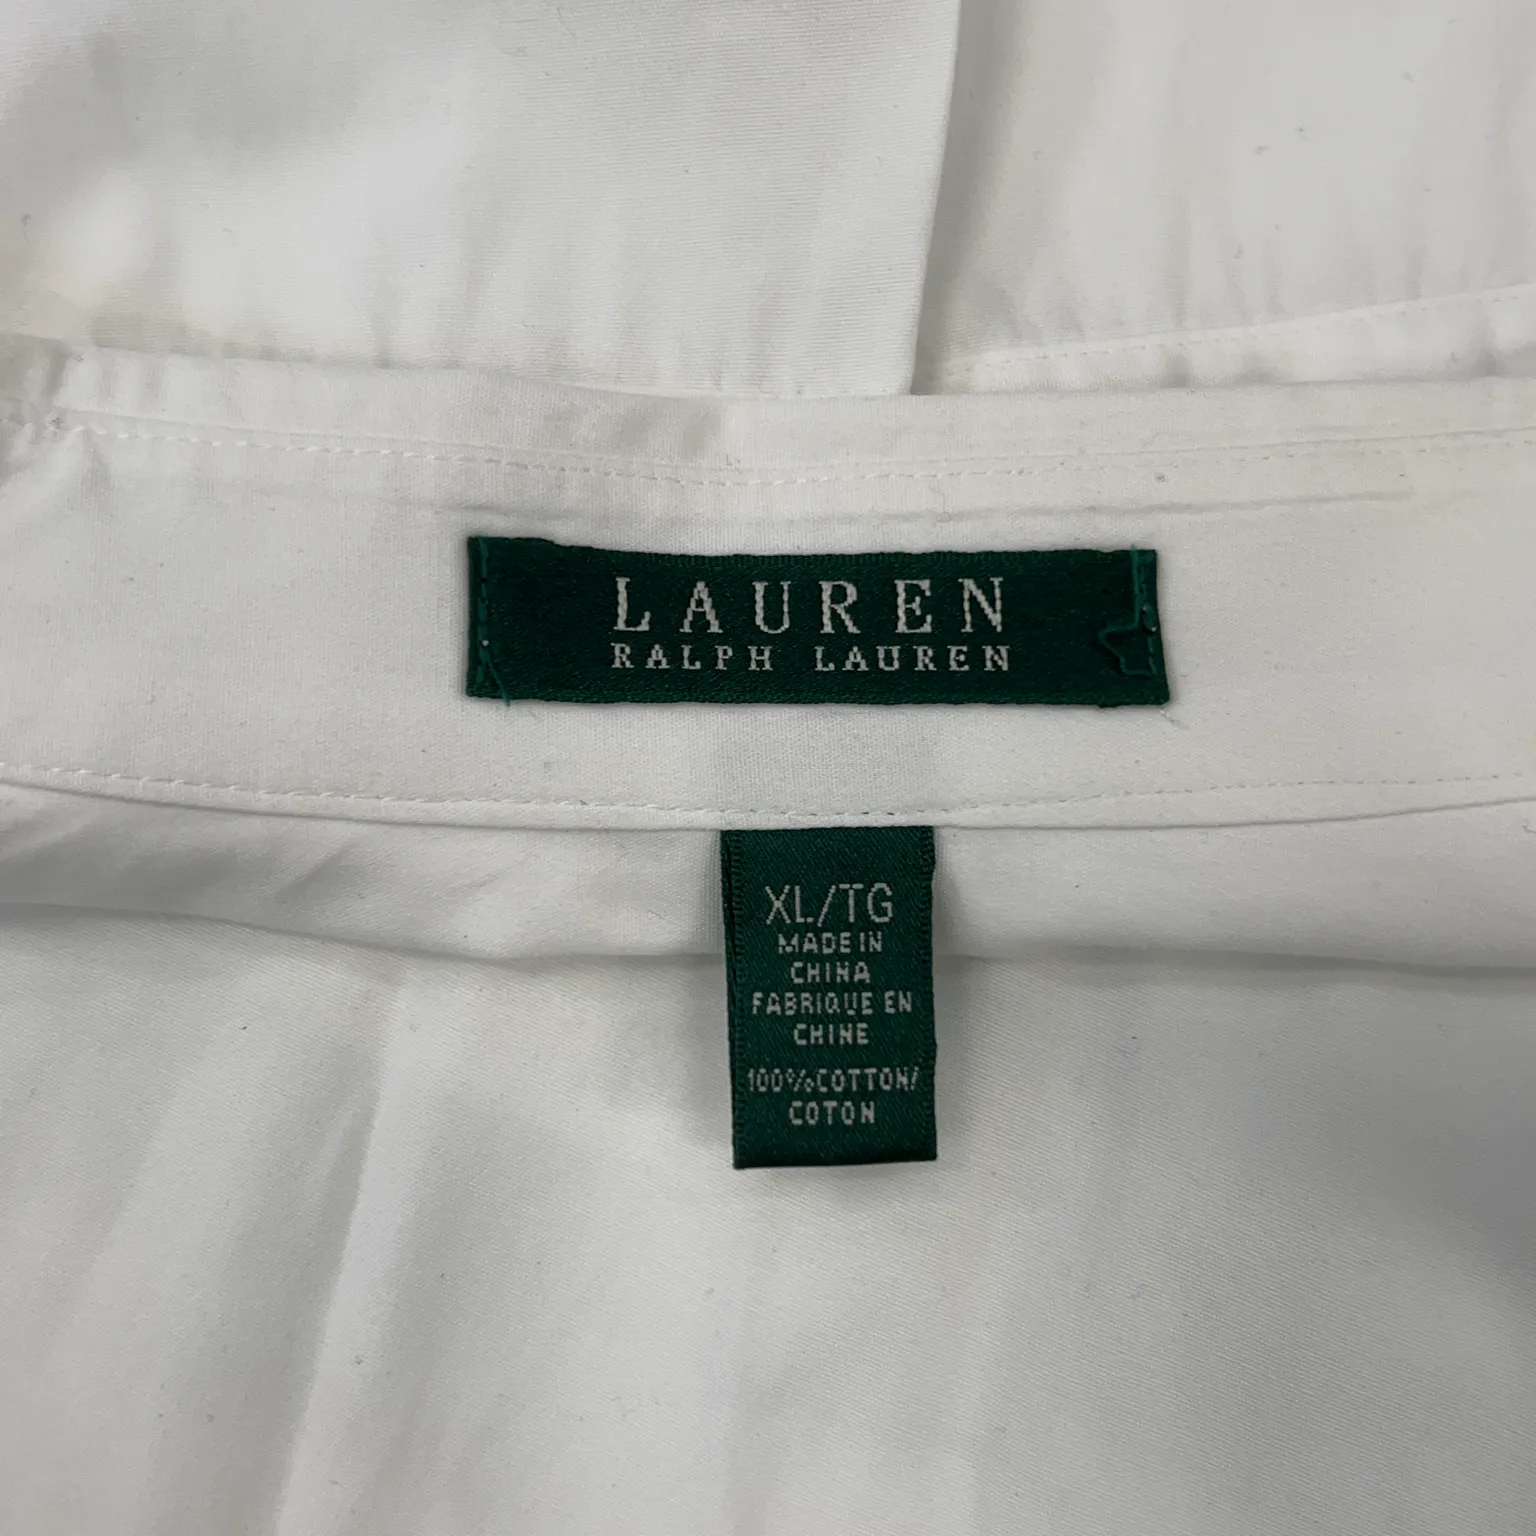 LAUREN
RALPH LAUREN
XL/TG
MADE IN
CHINA
FABRIQUE EN
CHINE
100%COTTON/
COTON